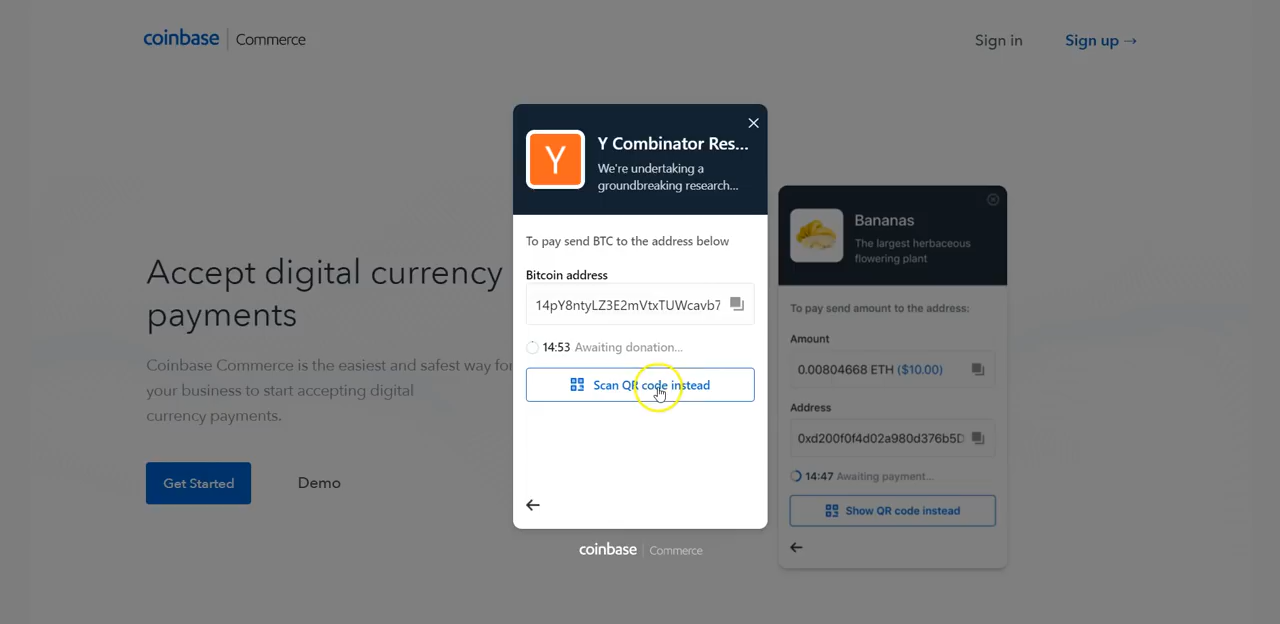 coinbase | Commerce
Sign in
Sign up →
Accept digital currency
payments
Coinbase Commerce is the easiest and safest way for
your business to start accepting digital
currency payments.
Get Started
Demo
Y
Y Combinator Res...
We're undertaking a
groundbreaking research...
To pay send BTC to the address below
Bitcoin address
14pY8ntyLZ3E2mVtxTUWcavb7
14:53 Awaiting donation...
Scan QR code instead
coinbase | Commerce
Bananas
The largest herbaceous
flowering plant
To pay send amount to the address:
Amount
0.00804668 ETH ($10.00)
Address
0xd200f0f4d02a980d376b5D
14:47 Awaiting payment...
Show QR code instead